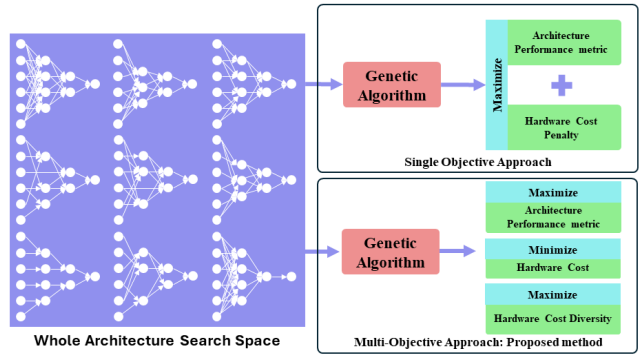 Whole Architecture Search Space
Genetic
Algorithm
Maximize
Architecture
Performance metric
Hardware Cost
Penalty
Single Objective Approach
Genetic
Algorithm
Maximize
Architecture
Performance metric
Minimize
Hardware Cost
Maximize
Hardware Cost Diversity
Multi-Objective Approach: Proposed method